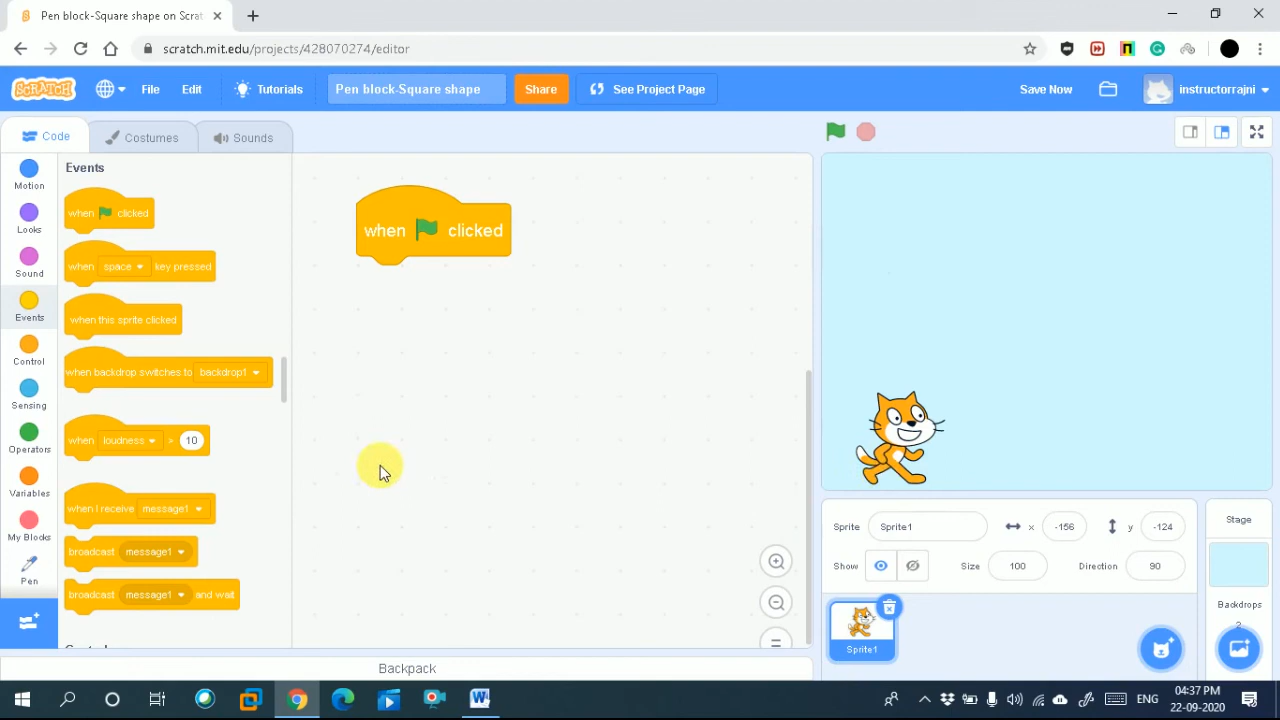 Pen block-Square shape on Scrat
scratch.mit.edu/projects/428070274/editor
SCRATCH File Edit Tutorials Pen block-Square shape Share See Project Page Save Now instructorrajni
Code Costumes Sounds
Motion
Looks
Sound
Events
Control
Sensing
Operators
Variables
My Blocks
Pen
Events
when clicked
when space key pressed
when this sprite clicked
when backdrop switches to backdrop1
when loudness > 10
when I receive message1
broadcast message1
broadcast message1 and wait
when clicked
Backpack
Sprite Sprite1 x -156 y -124
Show Size 100 Direction 90
Sprite1
Stage
Backdrops
2
ENG
04:37 PM
22-09-2020